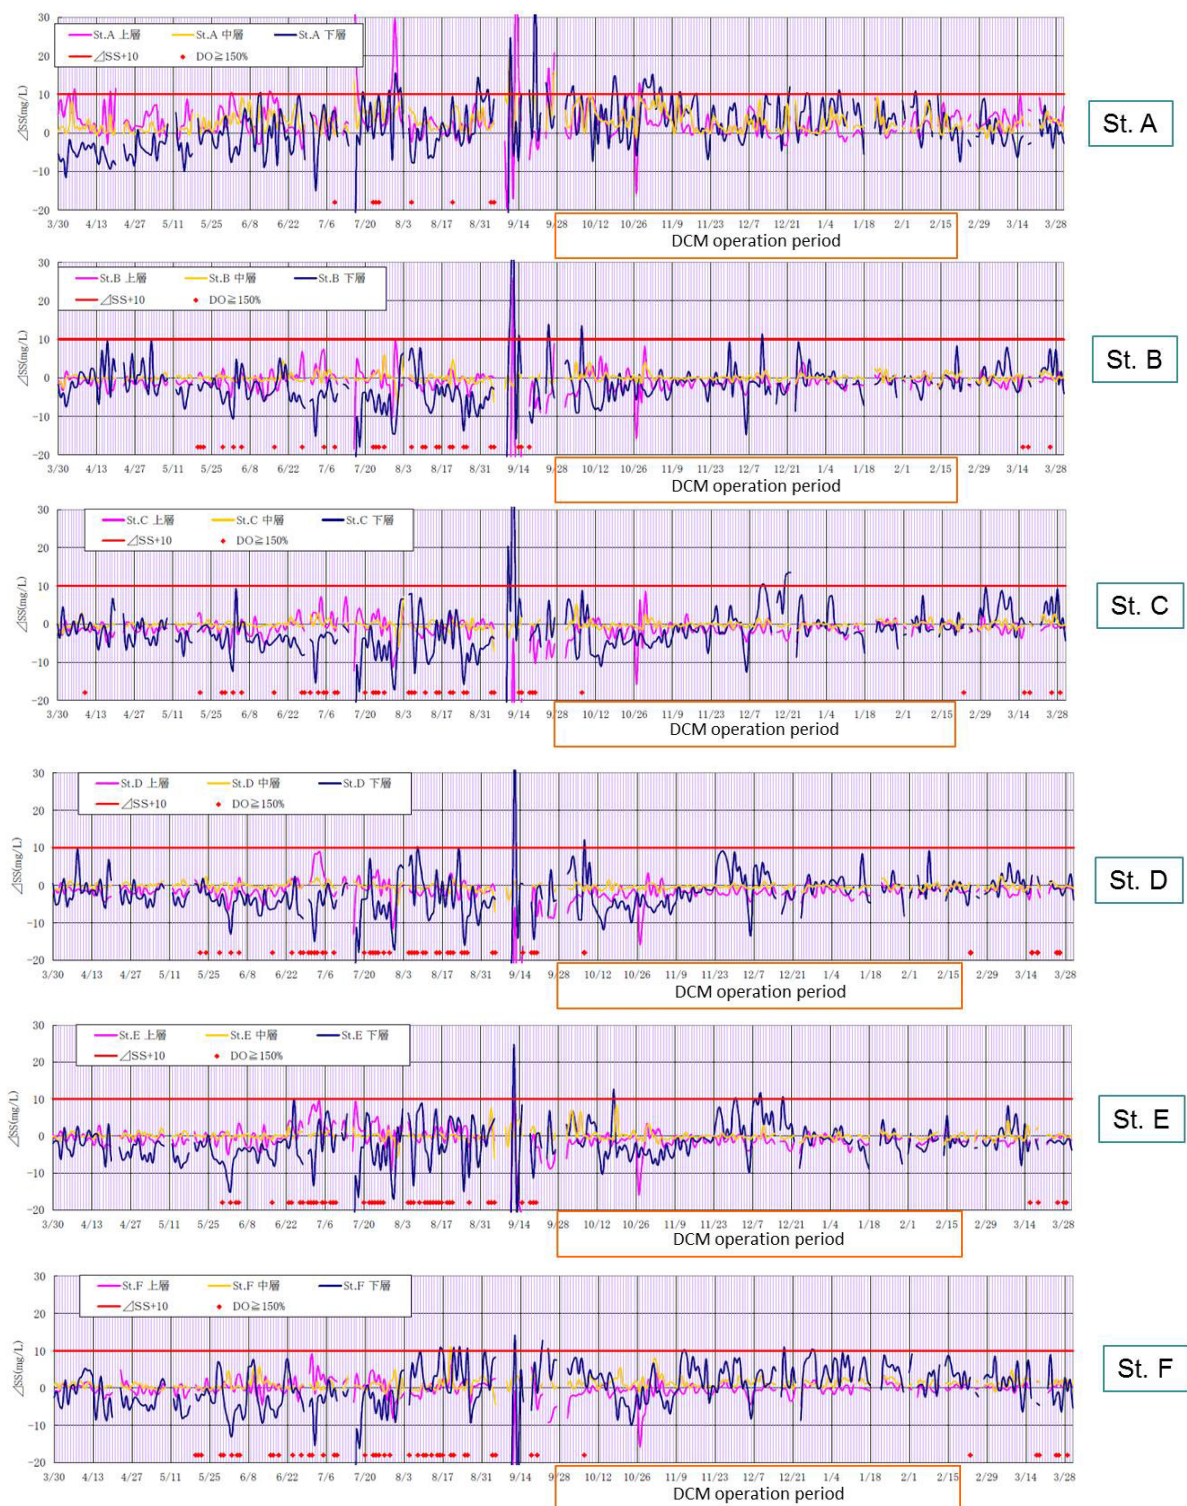 30
St.A 上層 St.A 中層 St.A 下層
⊿SS+10 DO≧150%
20
10
0
-10
-20
⊿SS(mg/L)
3/30 4/13 4/27 5/11 5/25 6/8 6/22 7/6 7/20 8/3 8/17 8/31 9/14 9/28 10/12 10/26 11/9 11/23 12/7 12/21 1/4 1/18 2/1 2/15 2/29 3/14 3/28
DCM operation period
St. A
30
St.B 上層 St.B 中層 St.B 下層
⊿SS+10 DO≧150%
20
10
0
-10
-20
⊿SS(mg/L)
3/30 4/13 4/27 5/11 5/25 6/8 6/22 7/6 7/20 8/3 8/17 8/31 9/14 9/28 10/12 10/26 11/9 11/23 12/7 12/21 1/4 1/18 2/1 2/15 2/29 3/14 3/28
DCM operation period
St. B
30
St.C 上層 St.C 中層 St.C 下層
⊿SS+10 DO≧150%
20
10
0
-10
-20
⊿SS(mg/L)
3/30 4/13 4/27 5/11 5/25 6/8 6/22 7/6 7/20 8/3 8/17 8/31 9/14 9/28 10/12 10/26 11/9 11/23 12/7 12/21 1/4 1/18 2/1 2/15 2/29 3/14 3/28
DCM operation period
St. C
30
St.D 上層 St.D 中層 St.D 下層
⊿SS+10 DO≧150%
20
10
0
-10
-20
⊿SS(mg/L)
3/30 4/13 4/27 5/11 5/25 6/8 6/22 7/6 7/20 8/3 8/17 8/31 9/14 9/28 10/12 10/26 11/9 11/23 12/7 12/21 1/4 1/18 2/1 2/15 2/29 3/14 3/28
DCM operation period
St. D
30
St.E 上層 St.E 中層 St.E 下層
⊿SS+10 DO≧150%
20
10
0
-10
-20
⊿SS(mg/L)
3/30 4/13 4/27 5/11 5/25 6/8 6/22 7/6 7/20 8/3 8/17 8/31 9/14 9/28 10/12 10/26 11/9 11/23 12/7 12/21 1/4 1/18 2/1 2/15 2/29 3/14 3/28
DCM operation period
St. E
30
St.F 上層 St.F 中層 St.F 下層
⊿SS+10 DO≧150%
20
10
0
-10
-20
⊿SS(mg/L)
3/30 4/13 4/27 5/11 5/25 6/8 6/22 7/6 7/20 8/3 8/17 8/31 9/14 9/28 10/12 10/26 11/9 11/23 12/7 12/21 1/4 1/18 2/1 2/15 2/29 3/14 3/28
DCM operation period
St. F